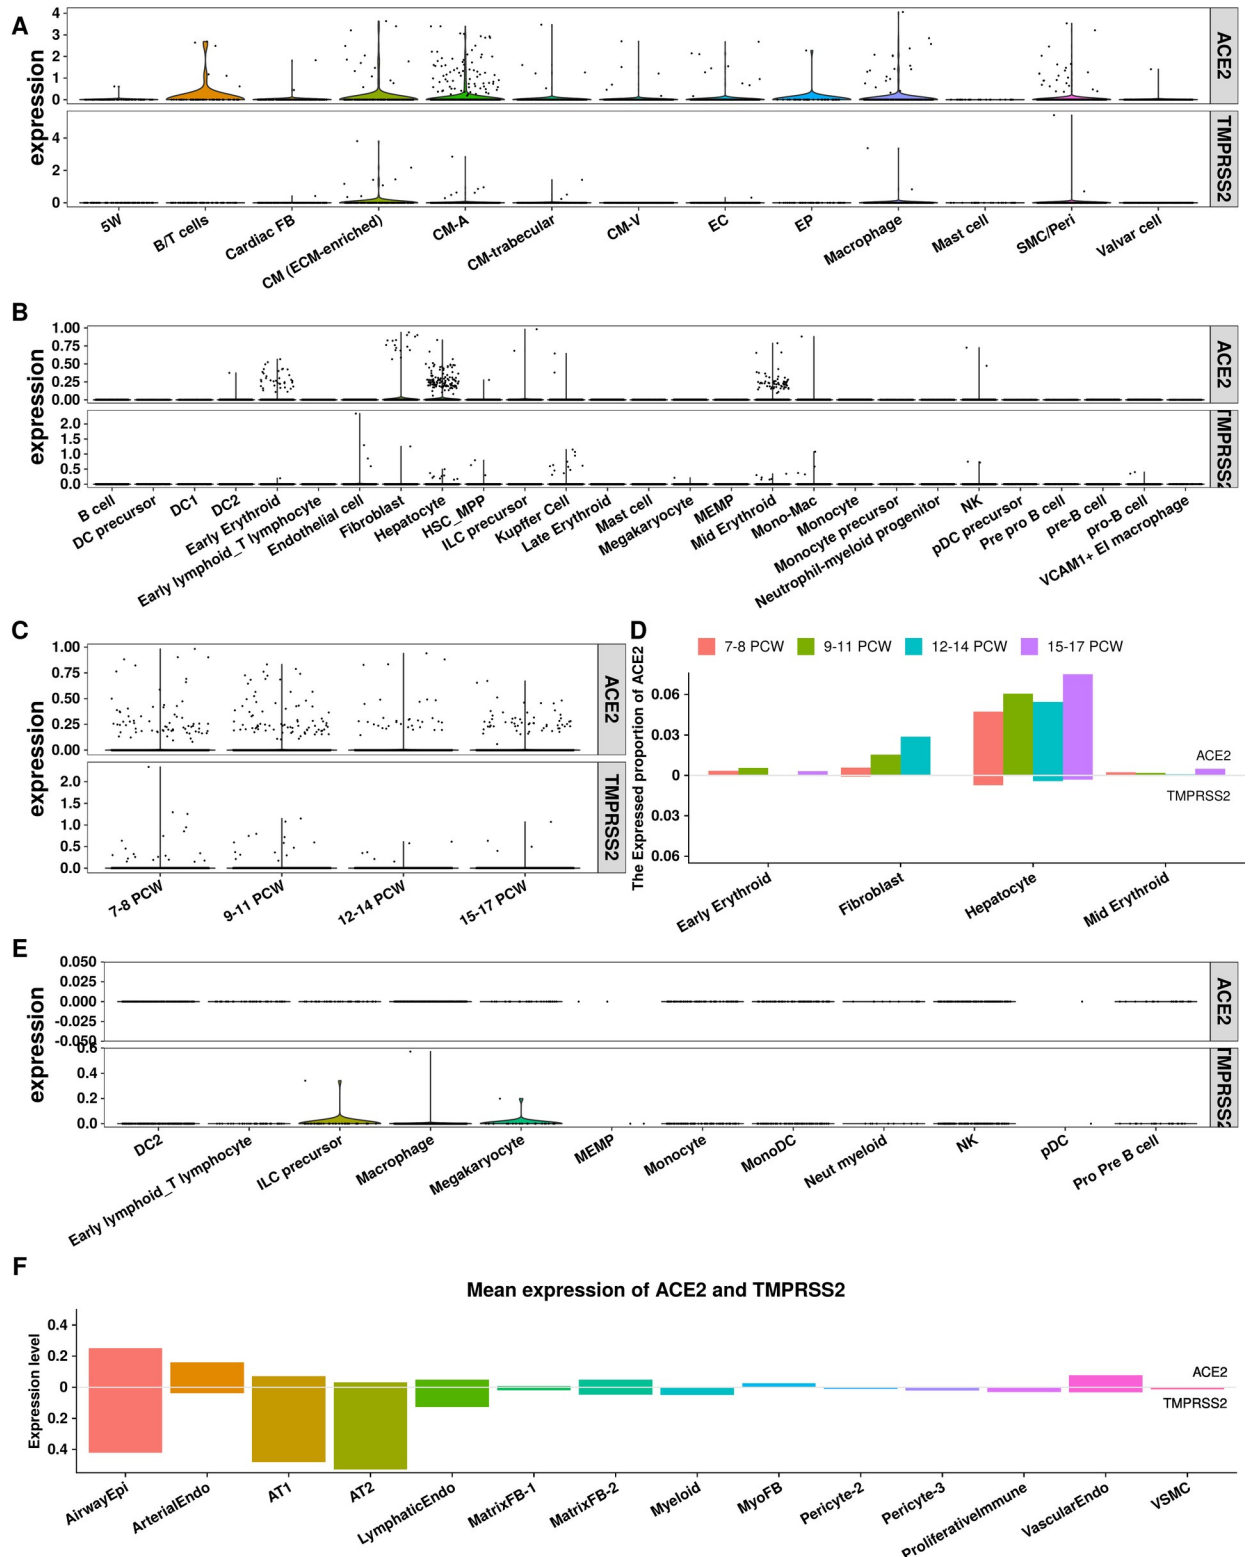 A
expression
4
3
2
1
0
ACE2
4
2
0
TMPRSS2
5W
B/T cells
Cardiac FB
CM (ECM-enriched)
CM-A
CM-trabecular
CM-V
EC
EP
Macrophage
Mast cell
SMC/Peri
Valvar cell
B
expression
1.00
0.75
0.50
0.25
0.00
ACE2
2.0
1.5
1.0
0.5
0.0
TMPRSS2
B cell
DC precursor
DC1
DC2
Early Erythroid
Early lymphoid_T lymphocyte
Endothelial cell
Fibroblast
Hepatocyte
HSC_MPP
ILC precursor
Kupffer Cell
Late Erythroid
Mast cell
Megakaryocyte
MEMP
Mid Erythroid
Mono-Mac
Monocyte
Monocyte precursor
Neutrophil-myeloid progenitor
NK
pDC precursor
Pre pro B cell
pre-B cell
pro-B cell
VCAM1+ EI macrophage
C
expression
1.00
0.75
0.50
0.25
0.00
ACE2
2.0
1.5
1.0
0.5
0.0
TMPRSS2
7-8 PCW
9-11 PCW
12-14 PCW
15-17 PCW
D
7-8 PCW 9-11 PCW 12-14 PCW 15-17 PCW
The Expressed proportion of ACE2
0.06
0.03
0
0.03
0.06
ACE2
TMPRSS2
Early Erythroid
Fibroblast
Hepatocyte
Mid Erythroid
E
expression
0.050
0.025
0.000
-0.025
-0.050
ACE2
0.6
0.4
0.2
0.0
TMPRSS2
DC2
Early lymphoid_T lymphocyte
ILC precursor
Macrophage
Megakaryocyte
MEMP
Monocyte
MonoDC
Neut myeloid
NK
pDC
Pro Pre B cell
F
Mean expression of ACE2 and TMPRSS2
Expression level
0.4
0.2
0
0.2
0.4
ACE2
TMPRSS2
AirwayEpi
ArterialEndo
AT1
AT2
LymphaticEndo
MatrixFB-1
MatrixFB-2
Myeloid
MyoFB
Pericyte-2
Pericyte-3
ProliferativeImmune
VascularEndo
VSMC